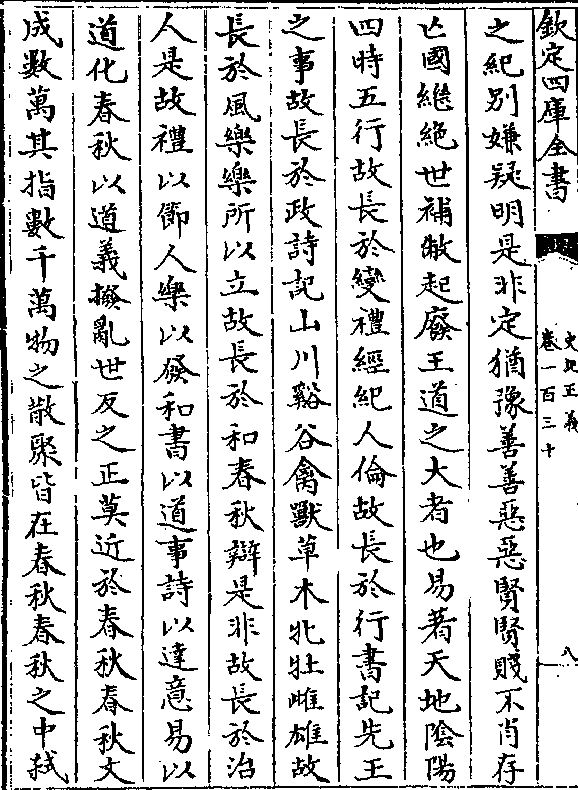 欽定四庫全書
史記正義
卷一百三十
八
之紀別嫌疑明是非定猶豫善善惡惡賢賢賤不肖存
亡國繼絶世補敝起廢王道之大者也易著天地陰陽
四時五行故長於變禮經紀人倫故長於行書記先王
之事故長於政詩記山川谿谷禽獸草木牝牡雌雄故
長於風樂樂所以立故長於和春秋辯是非故長於治
人是故禮以節人樂以發和書以道事詩以達意易以
道化春秋以道義撥亂世反之正莫近於春秋春秋文
成數萬其指數千萬物之散聚皆在春秋春秋之中弒